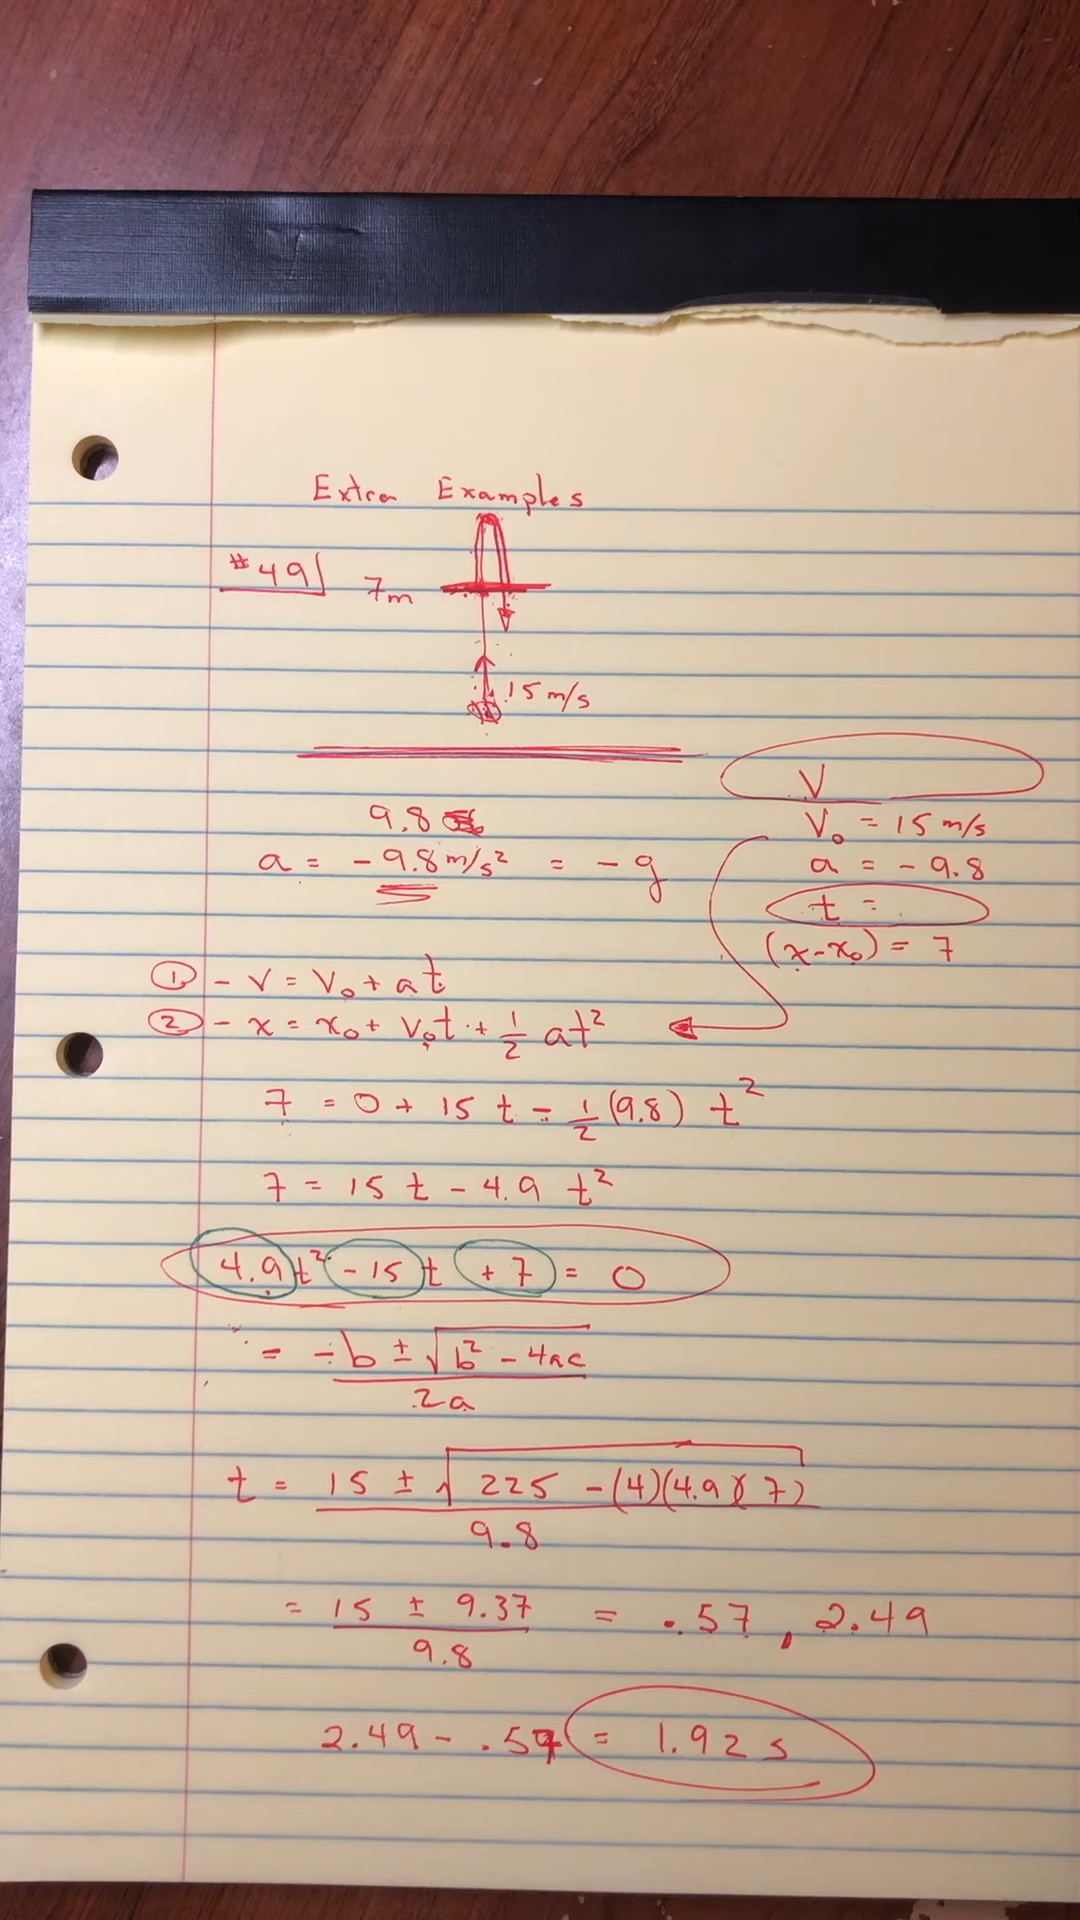 Extra Examples
#49
7m
15 m/s
9.8
a = -9.8 m/s² = -g
V
V₀ = 15 m/s
a = -9.8
t =
(x-x₀) = 7
① - v = v₀ + at
② - x = x₀ + v₀t + 1/2 at²
7 = 0 + 15 t - 1/2 (9.8) t²
7 = 15 t - 4.9 t²
4.9 t² - 15 t + 7 = 0
= -b ± √(b² - 4ac) / 2a
t = 15 ± √(225 - (4)(4.9)(7)) / 9.8
= 15 ± 9.37 / 9.8 = .57, 2.49
2.49 - .57 = 1.92 s